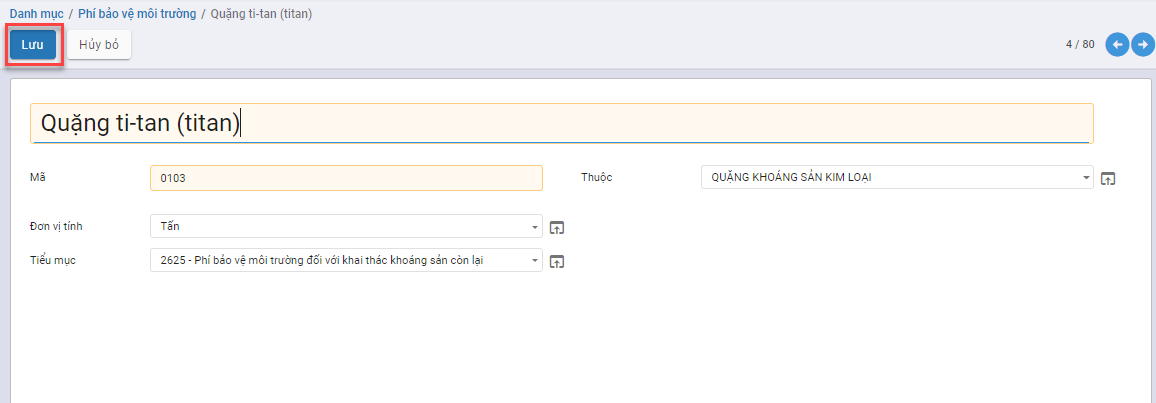 Danh mục / Phí bảo vệ môi trường / Quặng ti-tan (titan)
Lưu Hủy bỏ 4 / 80
Quặng ti-tan (titan)
Mã 0103 Thuộc QUẶNG KHOÁNG SẢN KIM LOẠI
Đơn vị tính Tấn
Tiểu mục 2625 - Phí bảo vệ môi trường đối với khai thác khoáng sản còn lại